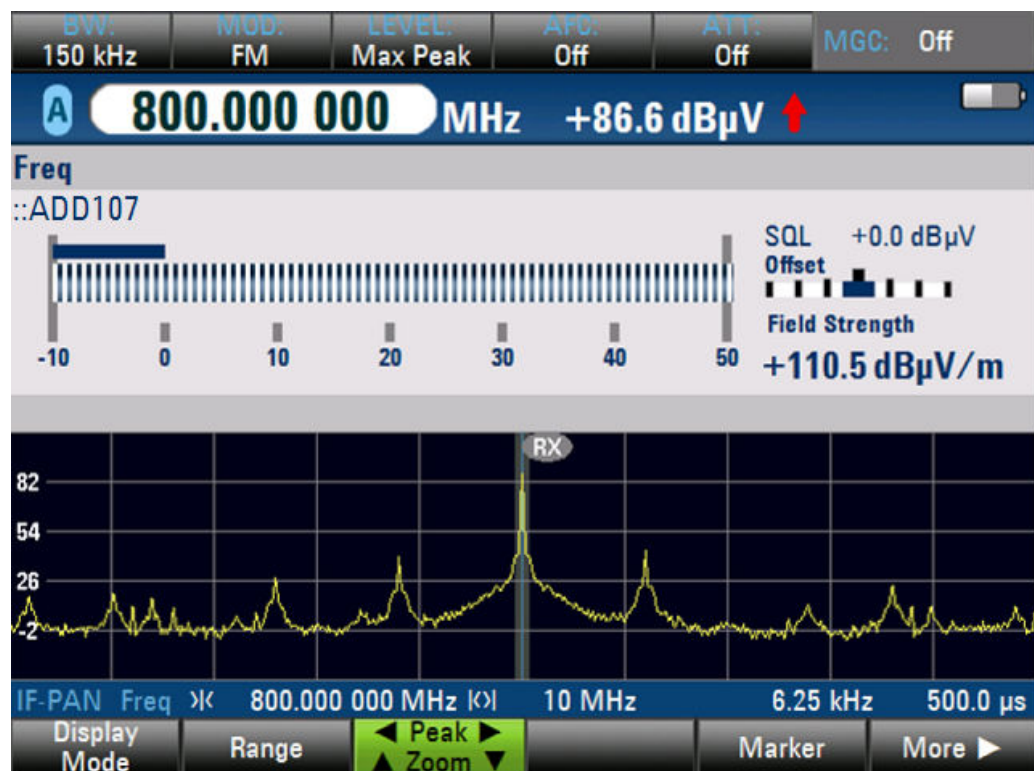 BW: MOD: LEVEL: AFC: ATT: MGC: Off
150 kHz FM Max Peak Off Off
A 800.000 000 MHz +86.6 dBµV
Freq
::ADD107
SQL +0.0 dBµV
Offset
Field Strength
-10 0 10 20 30 40 50 +110.5 dBµV/m
RX
82
54
26
-2
IF-PAN Freq 800.000 000 MHz 10 MHz 6.25 kHz 500.0 µs
Display Mode Range ◀ Peak ▶ ▲ Zoom ▼ Marker More ▶